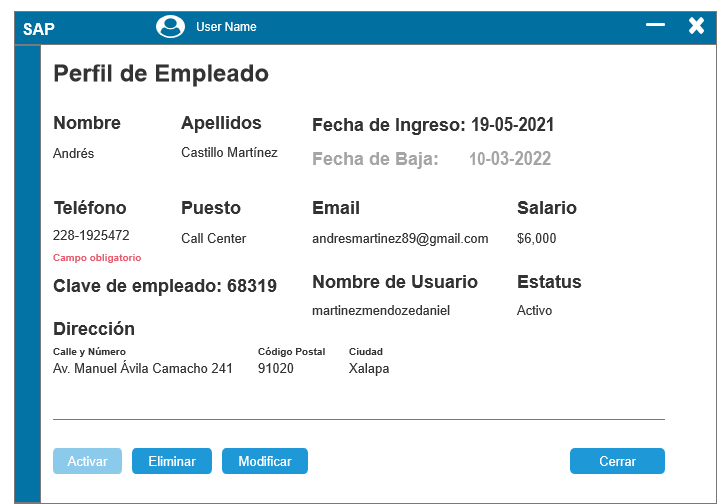 SAP User Name
Perfil de Empleado
Nombre Apellidos Fecha de Ingreso: 19-05-2021
Andrés Castillo Martínez
Fecha de Baja: 10-03-2022
Teléfono Puesto Email Salario
228-1925472 Call Center andresmartinez89@gmail.com $6,000
Campo obligatorio
Clave de empleado: 68319 Nombre de Usuario Estatus
martinezmendozedaniel Activo
Dirección
Calle y Número Código Postal Ciudad
Av. Manuel Ávila Camacho 241 91020 Xalapa
Activar Eliminar Modificar Cerrar